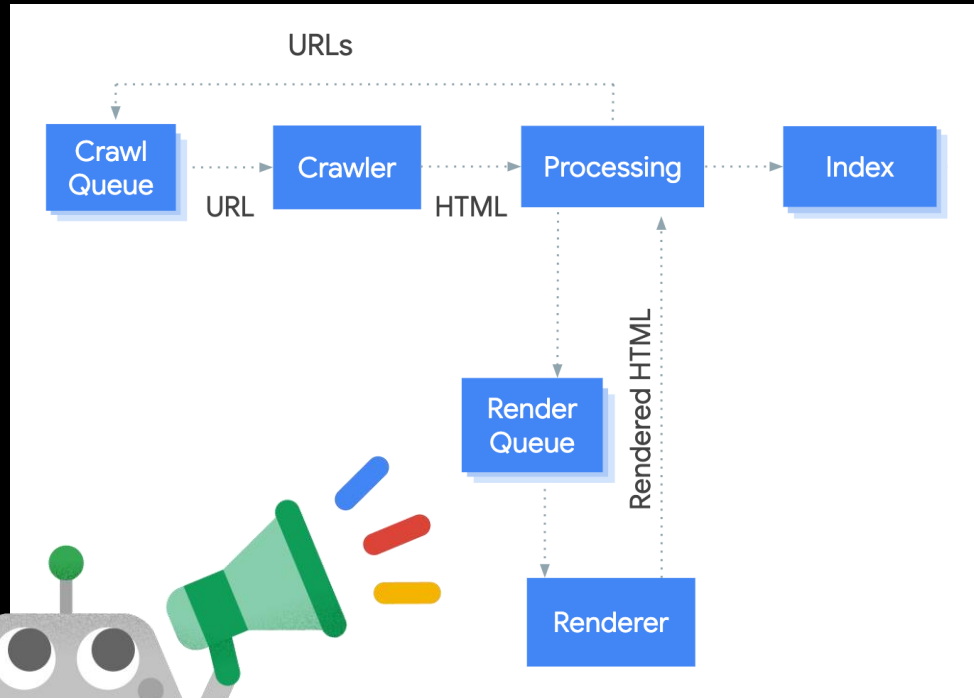 URLs
Crawl
Queue
URL
Crawler
HTML
Processing
Index
Render
Queue
Rendered HTML
Renderer